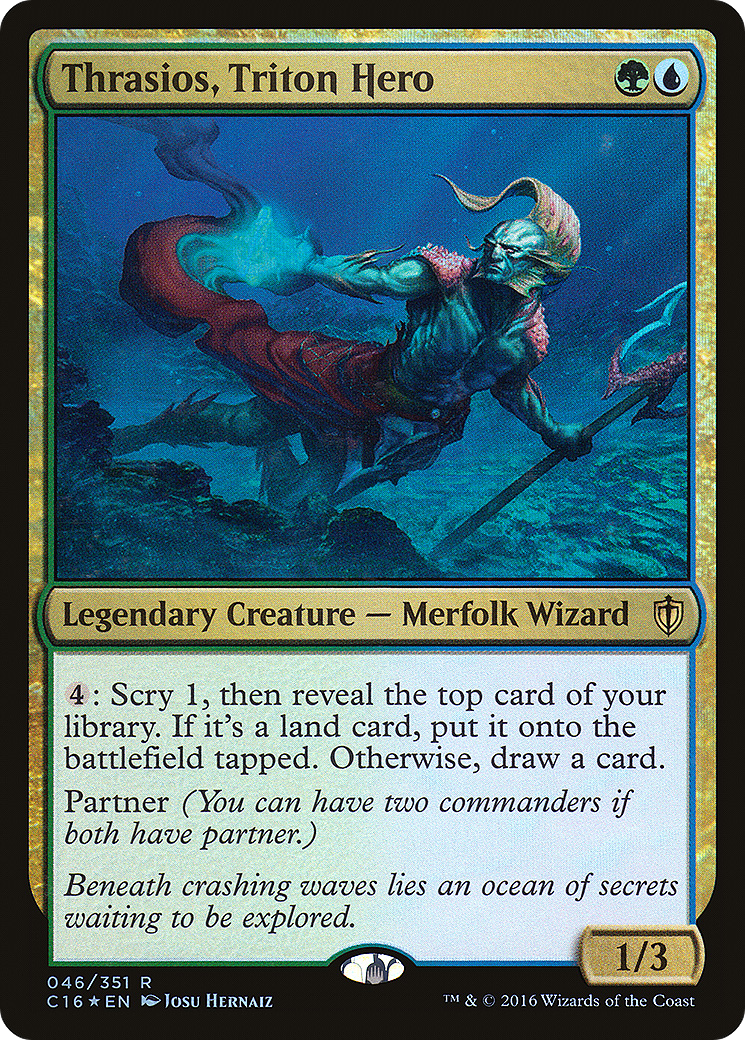 Thrasios, Triton Hero
Legendary Creature — Merfolk Wizard
4: Scry 1, then reveal the top card of your
library. If it's a land card, put it onto the
battlefield tapped. Otherwise, draw a card.
Partner (You can have two commanders if
both have partner.)
Beneath crashing waves lies an ocean of secrets
waiting to be explored.
1/3
046/351 R
C16★EN Josu Hernaiz
™ & © 2016 Wizards of the Coast